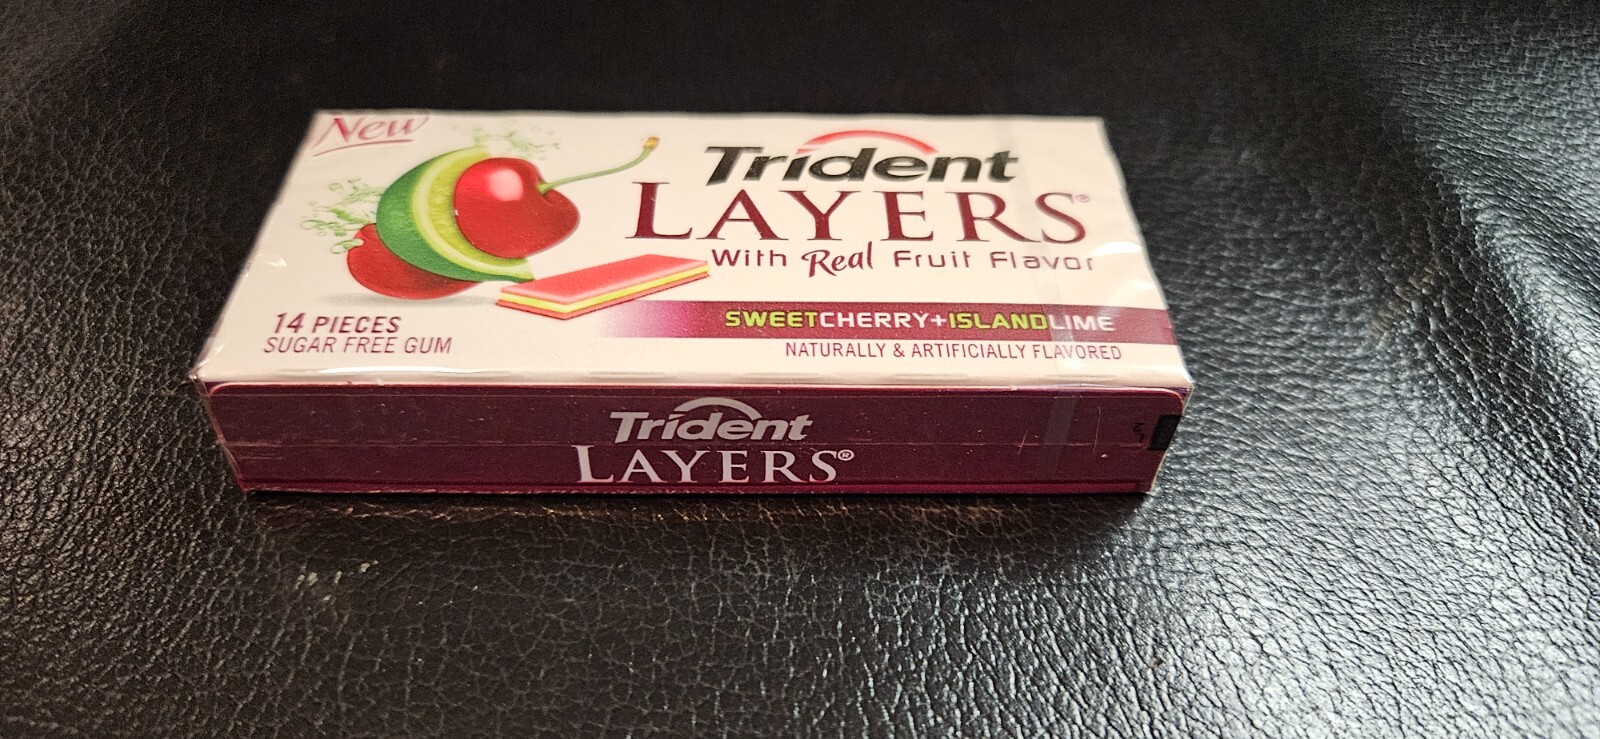 New
Trident
LAYERS®
With Real Fruit Flavor
SWEETCHERRY+ISLANDLIME
NATURALLY & ARTIFICIALLY FLAVORED
14 PIECES
SUGAR FREE GUM
Trident
LAYERS®